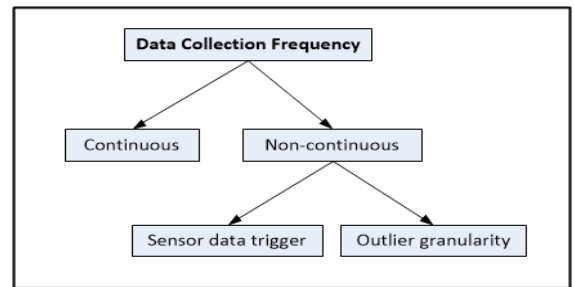 Data Collection Frequency
Continuous
Non-continuous
Sensor data trigger
Outlier granularity